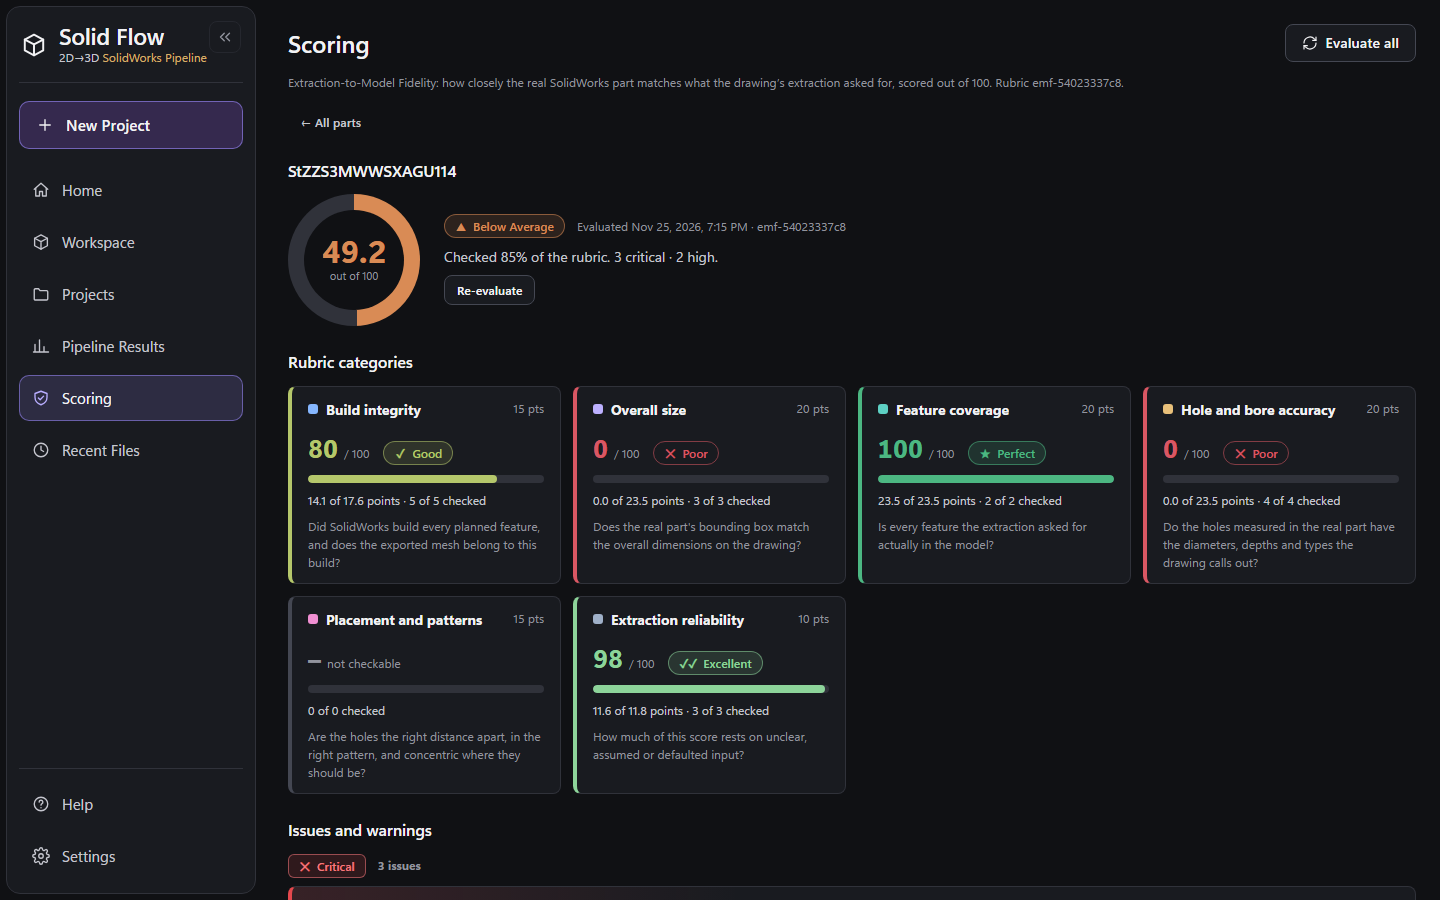 Solid Flow
2D→3D SolidWorks Pipeline
New Project
Home
Workspace
Projects
Pipeline Results
Scoring
Recent Files
Help
Settings
Scoring
Evaluate all
Extraction-to-Model Fidelity: how closely the real SolidWorks part matches what the drawing's extraction asked for, scored out of 100. Rubric emf-54023337c8.
← All parts
StZZS3MWWSXAGU114
49.2
out of 100
Below Average
Evaluated Nov 25, 2026, 7:15 PM · emf-54023337c8
Checked 85% of the rubric. 3 critical · 2 high.
Re-evaluate
Rubric categories
Build integrity 15 pts
80 / 100 Good
14.1 of 17.6 points · 5 of 5 checked
Did SolidWorks build every planned feature,
and does the exported mesh belong to this
build?
Overall size 20 pts
0 / 100 Poor
0.0 of 23.5 points · 3 of 3 checked
Does the real part's bounding box match
the overall dimensions on the drawing?
Feature coverage 20 pts
100 / 100 Perfect
23.5 of 23.5 points · 2 of 2 checked
Is every feature the extraction asked for
actually in the model?
Hole and bore accuracy 20 pts
0 / 100 Poor
0.0 of 23.5 points · 4 of 4 checked
Do the holes measured in the real part have
the diameters, depths and types the
drawing calls out?
Placement and patterns 15 pts
— not checkable
0 of 0 checked
Are the holes the right distance apart, in the
right pattern, and concentric where they
should be?
Extraction reliability 10 pts
98 / 100 Excellent
11.6 of 11.8 points · 3 of 3 checked
How much of this score rests on unclear,
assumed or defaulted input?
Issues and warnings
Critical 3 issues